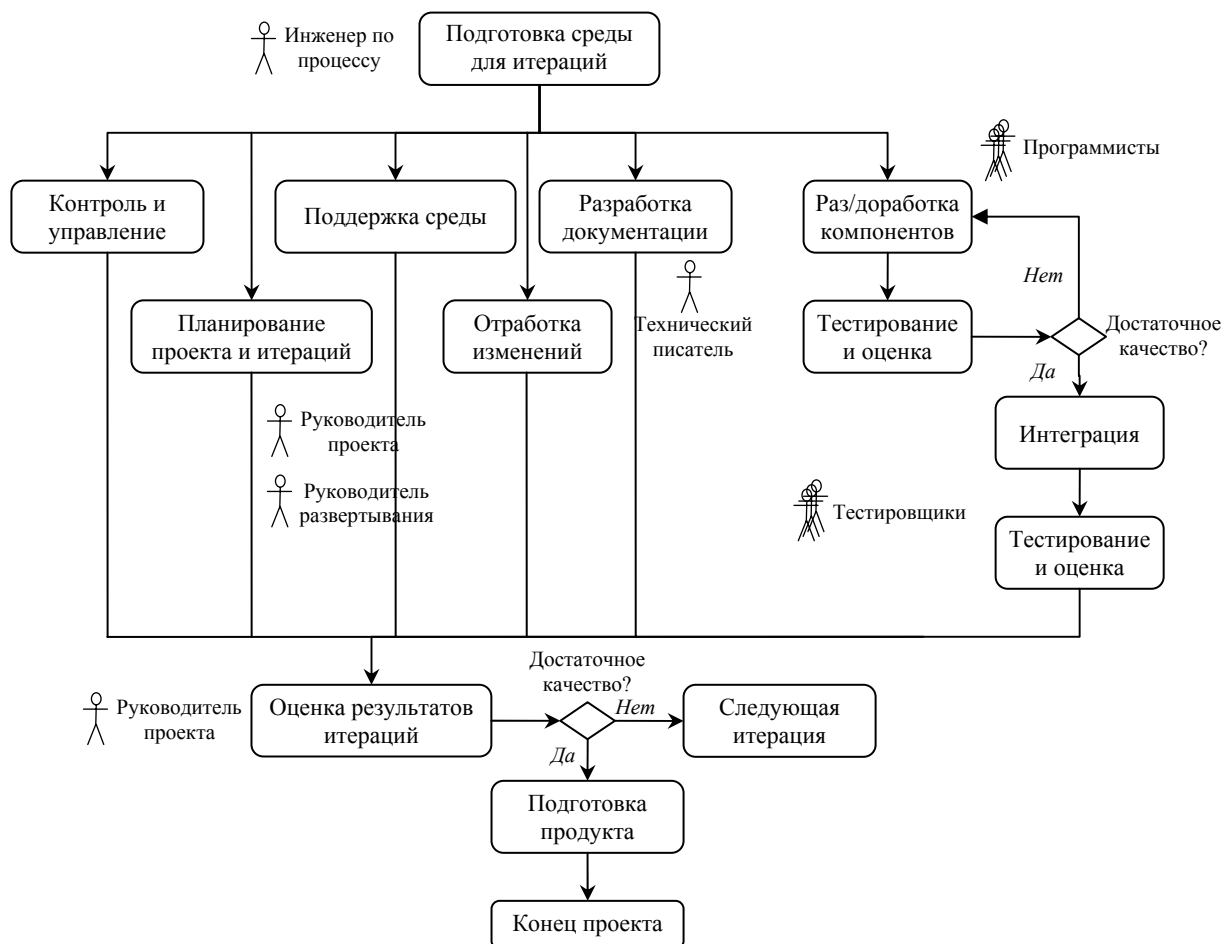 Инженер по
процессу
Подготовка среды
для итераций
Программисты
Контроль и
управление
Поддержка среды
Разработка
документации
Раз/доработка
компонентов
Нет
Планирование
проекта и итераций
Отработка
изменений
Технический
писатель
Тестирование
и оценка
Достаточное
качество?
Да
Руководитель
проекта
Интеграция
Руководитель
развертывания
Тестировщики
Тестирование
и оценка
Достаточное
качество?
Руководитель
проекта
Оценка результатов
итераций
Нет
Следующая
итерация
Да
Подготовка
продукта
Конец проекта